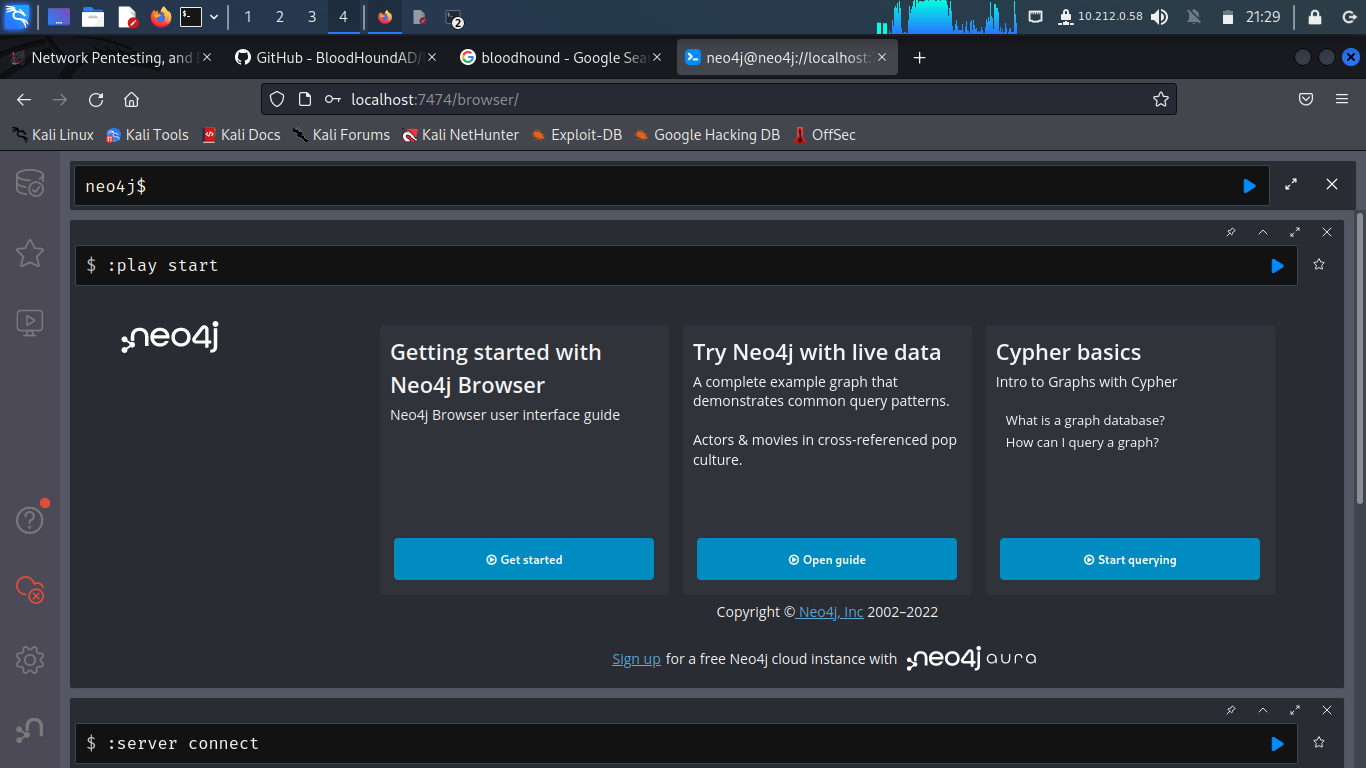 1 2 3 4 2 10.212.0.58 21:29
Network Pentesting, and GitHub - BloodHoundAD/ bloodhound - Google Sea neo4j@neo4j://localhost:
localhost:7474/browser/
Kali Linux Kali Tools Kali Docs Kali Forums Kali NetHunter Exploit-DB Google Hacking DB OffSec
neo4j$
$ :play start
neo4j
Getting started with
Neo4j Browser
Neo4j Browser user interface guide
Get started
Try Neo4j with live data
A complete example graph that
demonstrates common query patterns.
Actors & movies in cross-referenced pop
culture.
Open guide
Cypher basics
Intro to Graphs with Cypher
What is a graph database?
How can I query a graph?
Start querying
Copyright © Neo4j, Inc 2002–2022
Sign up for a free Neo4j cloud instance with neo4j aura
$ :server connect